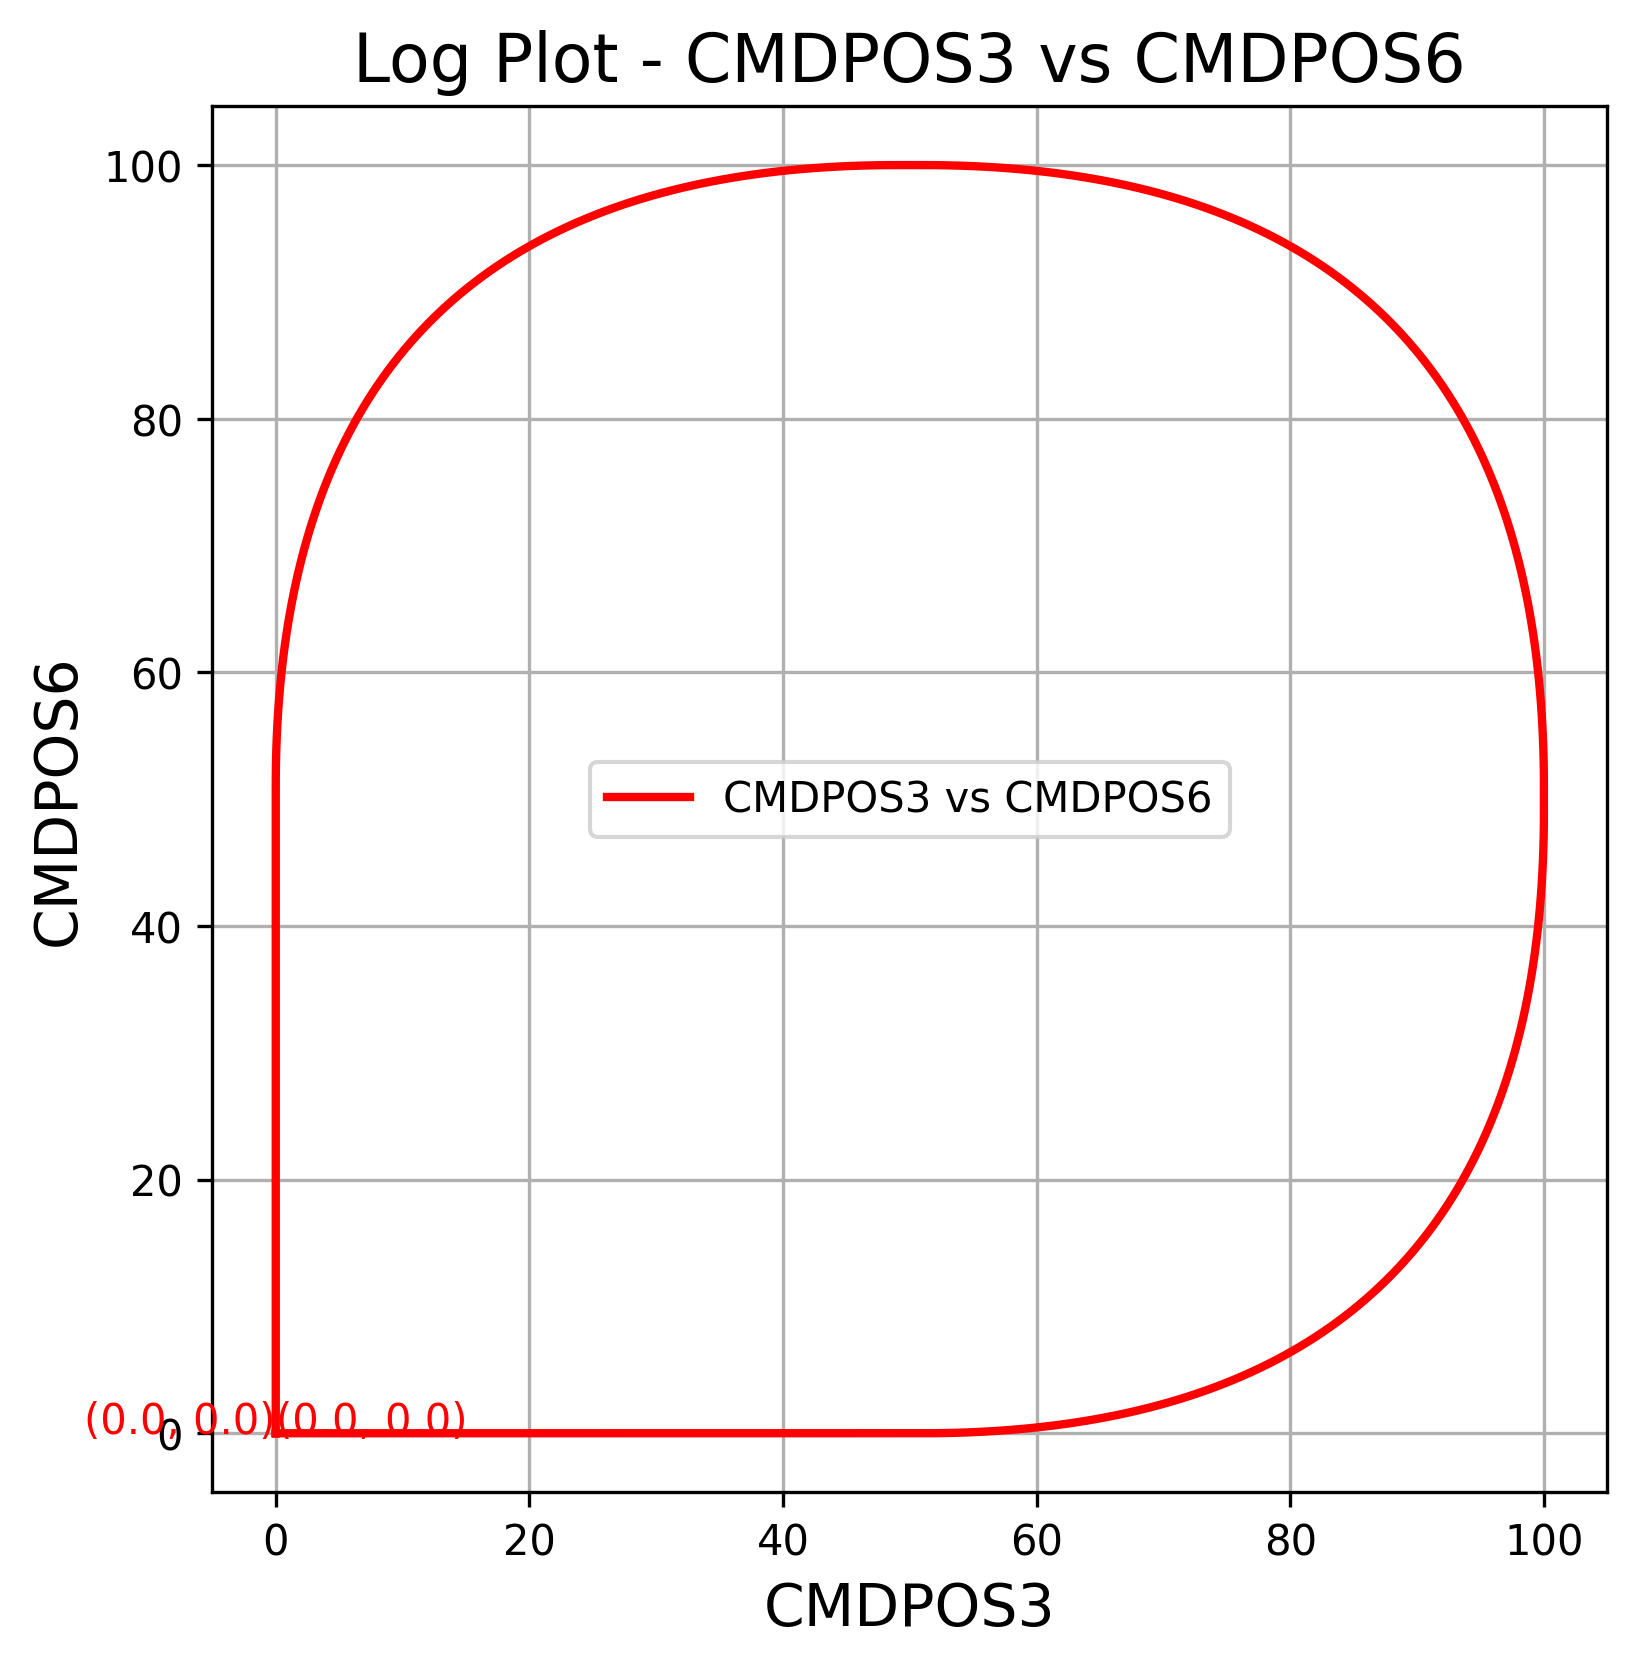 Log Plot - CMDPOS3 vs CMDPOS6
100
80
60
40
20
0
CMDPOS6
CMDPOS3 vs CMDPOS6
(0.0, 0.0)
(0.0, 0.0)
0 20 40 60 80 100
CMDPOS3